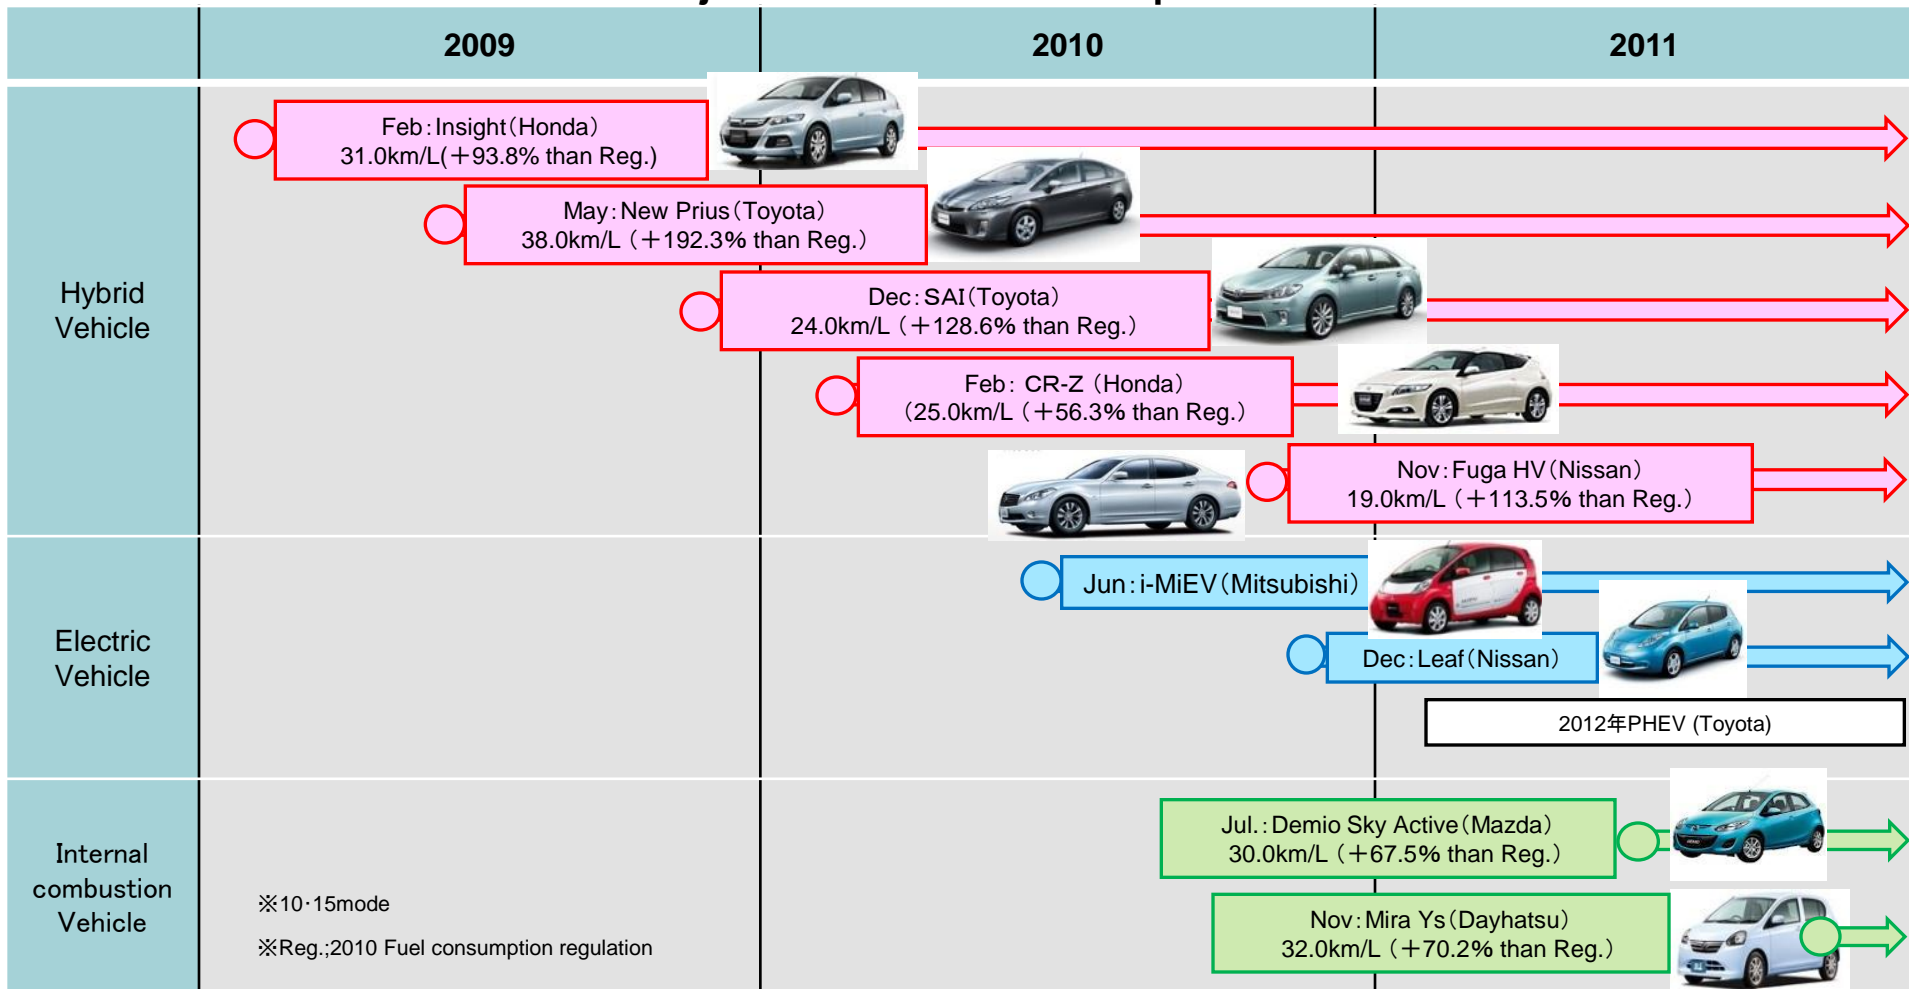 2009
2010
2011
Hybrid
Vehicle
Feb：Insight（Honda）
31.0km/L(＋93.8% than Reg.)
May：New Prius（Toyota）
38.0km/L（＋192.3% than Reg.）
Dec：SAI（Toyota）
24.0km/L（＋128.6% than Reg.）
Feb：CR-Z（Honda）
（25.0km/L（＋56.3% than Reg.）
Nov：Fuga HV（Nissan）
19.0km/L（＋113.5% than Reg.）
Electric
Vehicle
Jun：i-MiEV（Mitsubishi）
Dec：Leaf（Nissan）
2012年PHEV (Toyota)
Internal
combustion
Vehicle
Jul.：Demio Sky Active（Mazda）
30.0km/L（＋67.5% than Reg.）
Nov：Mira Ys（Dayhatsu）
32.0km/L（＋70.2% than Reg.）
※10･15mode
※Reg.;2010 Fuel consumption regulation